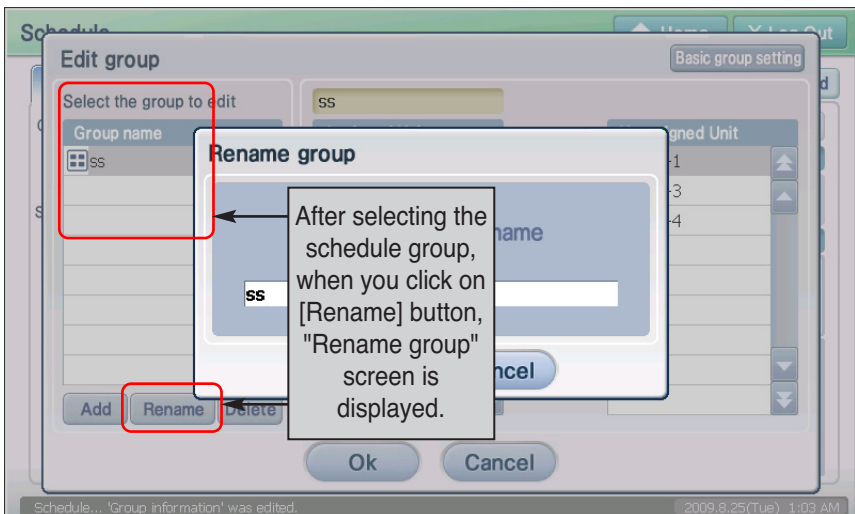 Schedule
Home X Log Out
Edit group
Basic group setting
Select the group to edit
ss
Group name
gned Unit
ss
-1
-3
-4
Rename group
name
ss
After selecting the
schedule group,
when you click on
[Rename] button,
"Rename group"
screen is
displayed.
ncel
Add
Rename
Delete
Ok
Cancel
Schedule... 'Group information' was edited.
2009.8.25(Tue) 1:03 AM